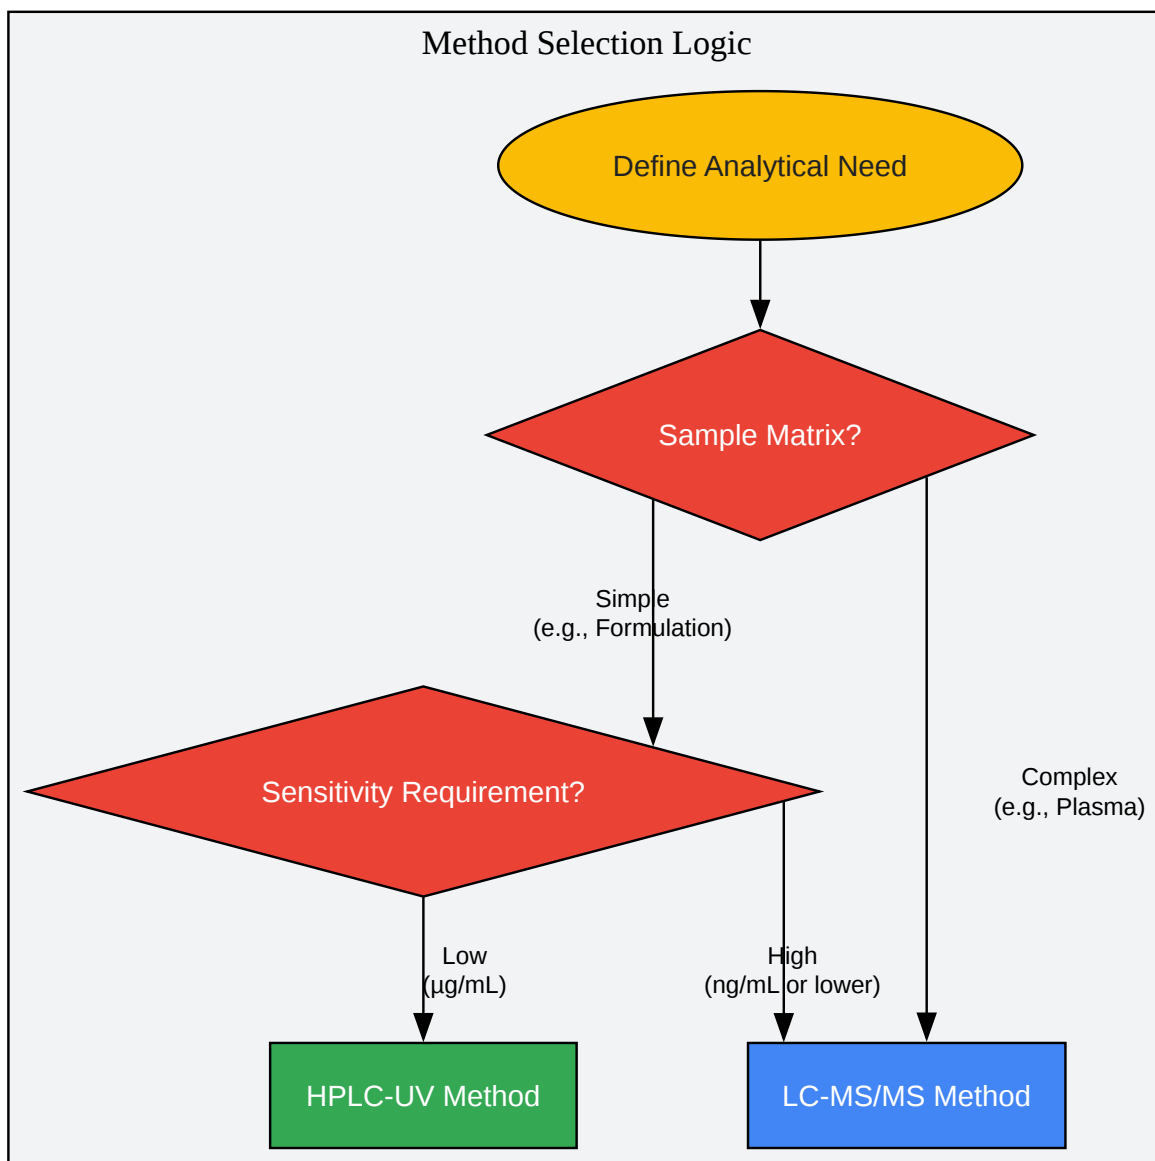 Method Selection Logic
Define Analytical Need
Sample Matrix?
Simple
(e.g., Formulation)
Sensitivity Requirement?
Complex
(e.g., Plasma)
Low
(µg/mL)
High
(ng/mL or lower)
HPLC-UV Method
LC-MS/MS Method